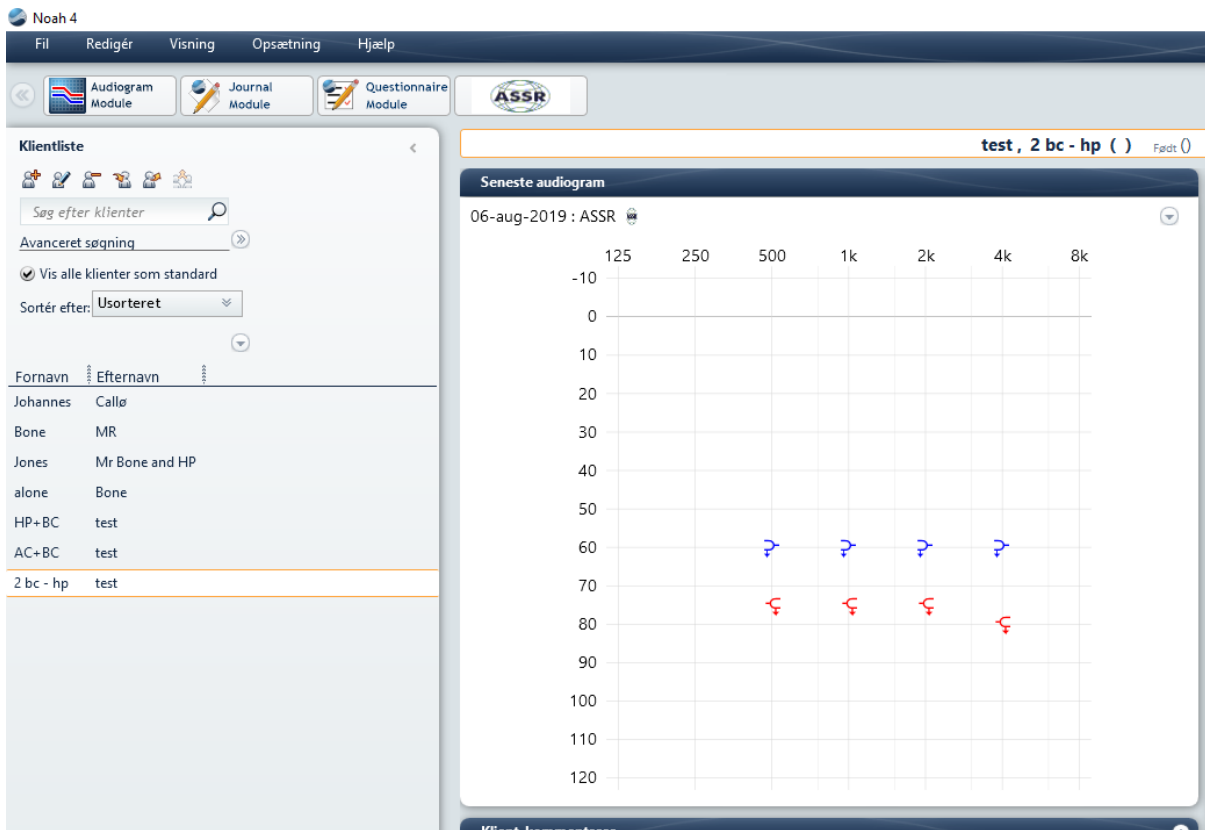 Noah 4
Fil Redigér Visning Opsætning Hjælp
Audiogram Module
Journal Module
Questionnaire Module
ASSR
Klientliste
Søg efter klienter
Avanceret søgning
Vis alle klienter som standard
Sortér efter: Usorteret
Fornavn Efternavn
Johannes Callø
Bone MR
Jones Mr Bone and HP
alone Bone
HP+BC test
AC+BC test
2 bc - hp test
test , 2 bc - hp ( ) Født ()
Seneste audiogram
06-aug-2019 : ASSR
125 250 500 1k 2k 4k 8k
-10
0
10
20
30
40
50
60
70
80
90
100
110
120